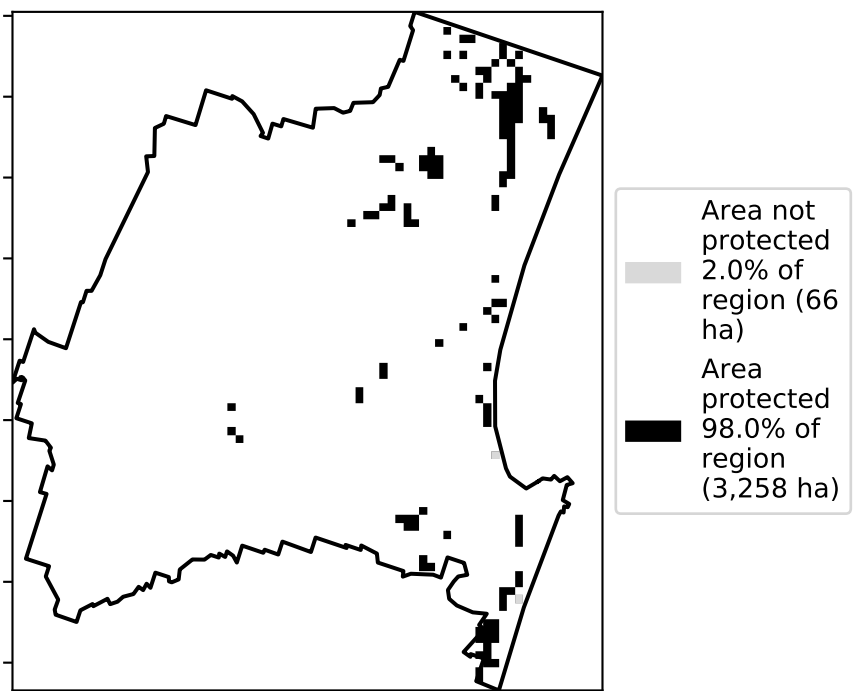 Area not
protected
2.0% of
region (66
ha)
Area
protected
98.0% of
region
(3,258 ha)